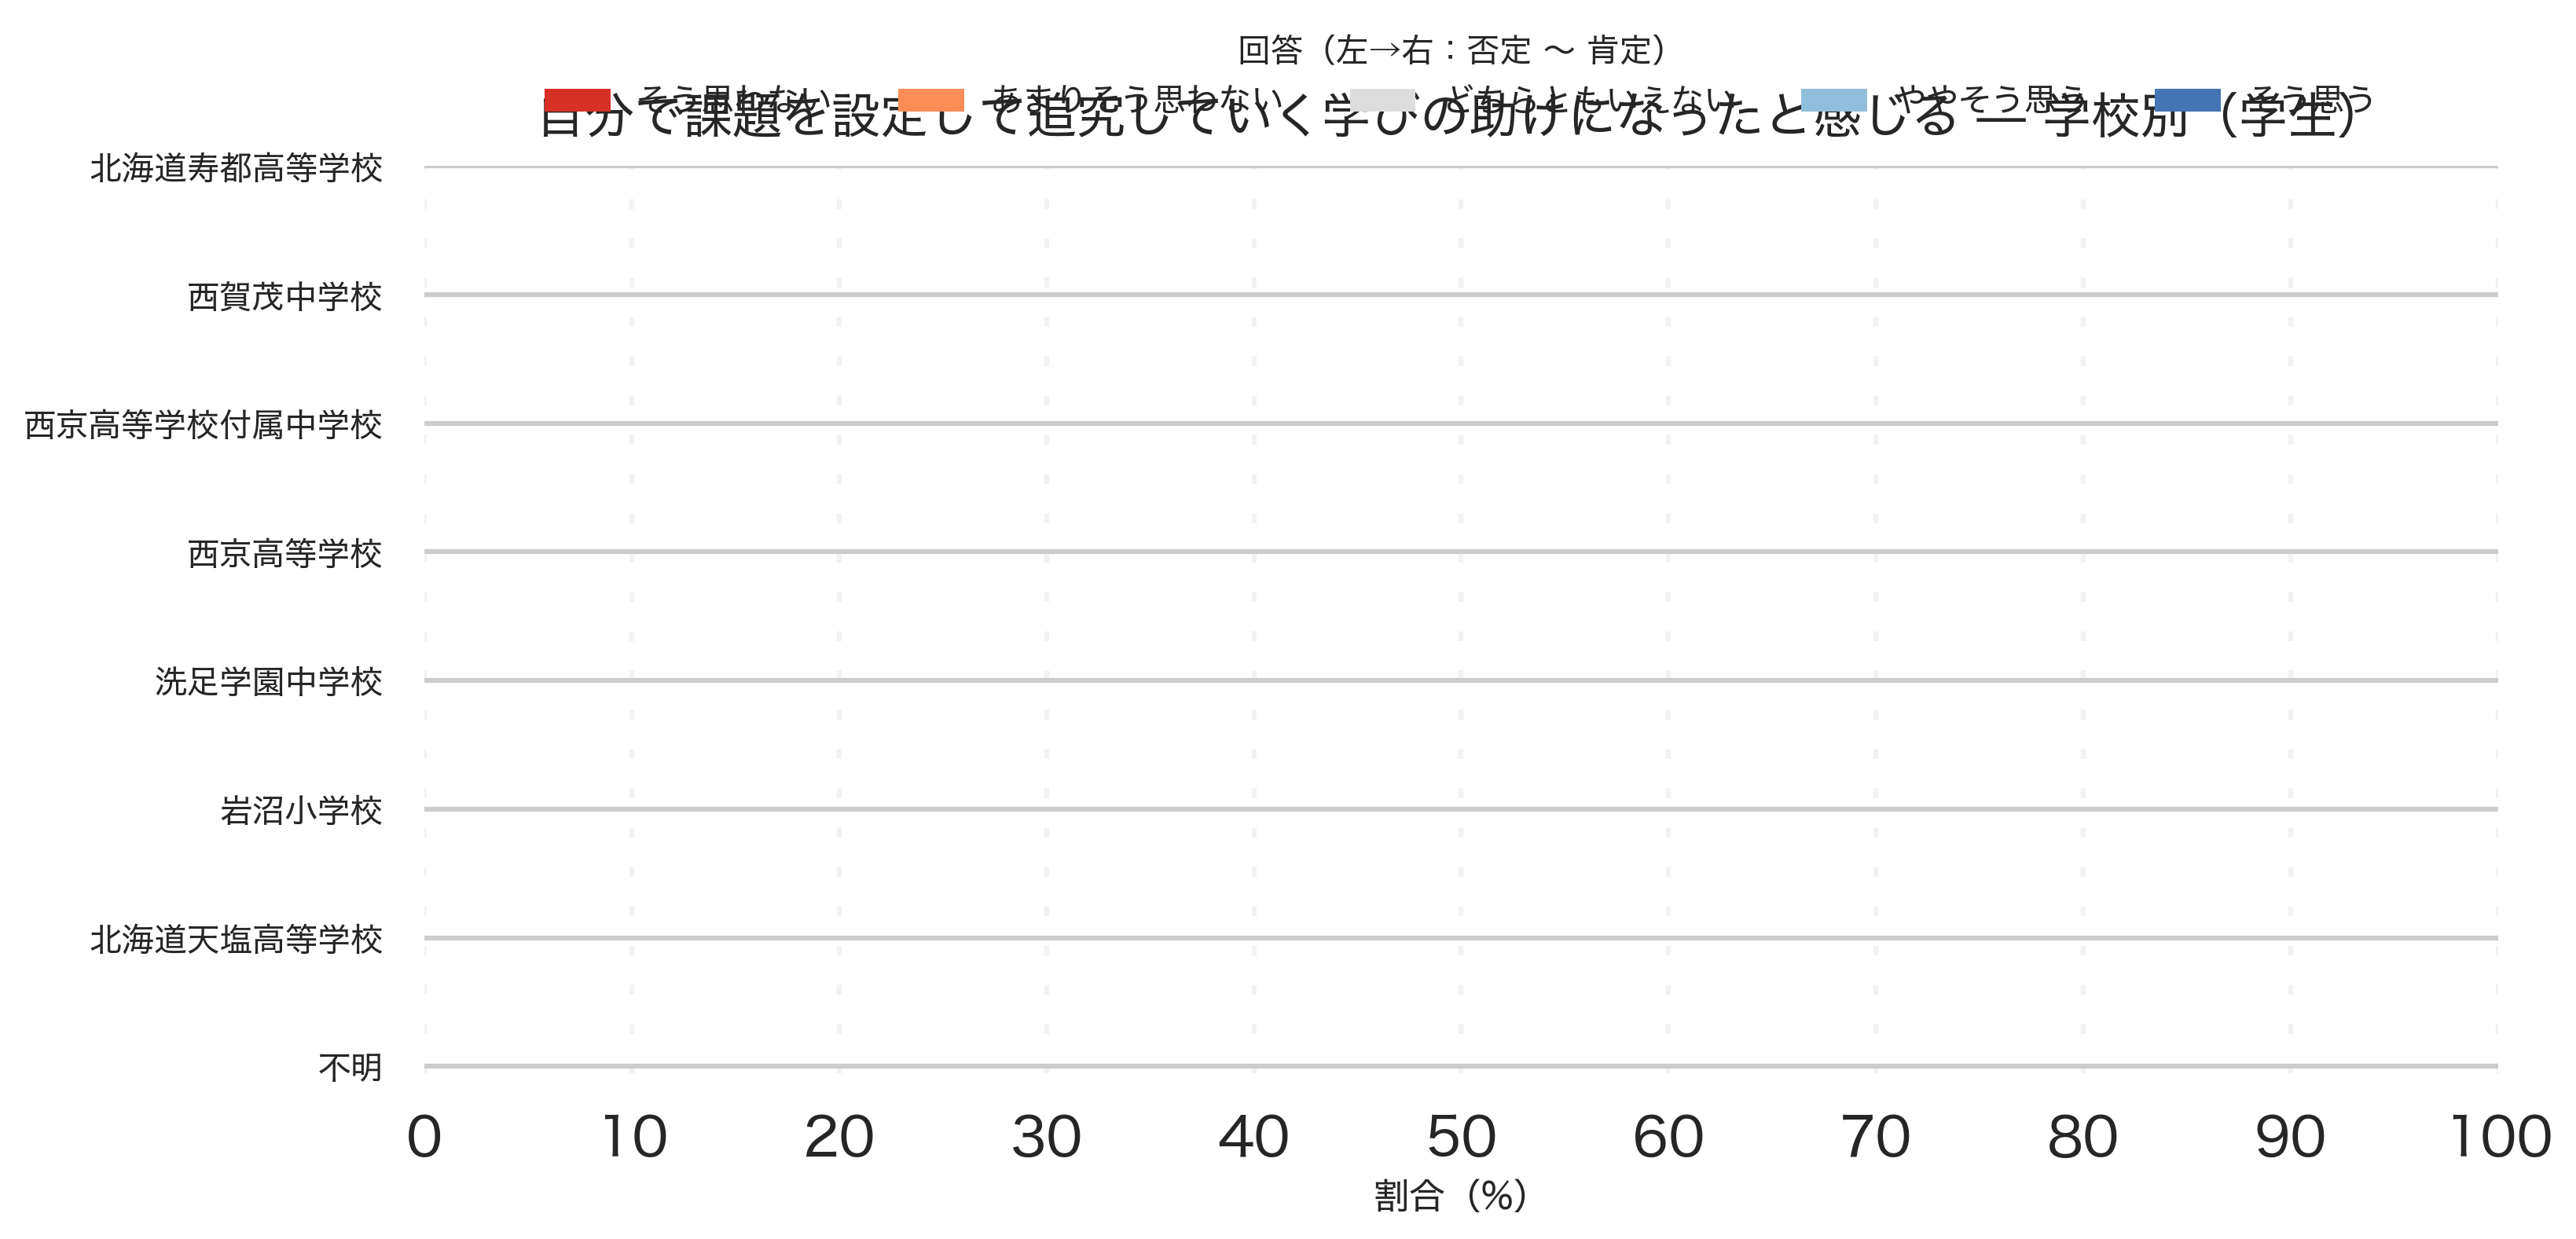 回答（左→右：否定 ～ 肯定）
そう思わない あまりそう思わない どちらともいえない ややそう思う そう思う
自分で課題を設定して追究していく学びの助けになったと感じる — 学校別（学生）
北海道寿都高等学校
西賀茂中学校
西京高等学校付属中学校
西京高等学校
洗足学園中学校
岩沼小学校
北海道天塩高等学校
不明
0 10 20 30 40 50 60 70 80 90 100
割合（%）